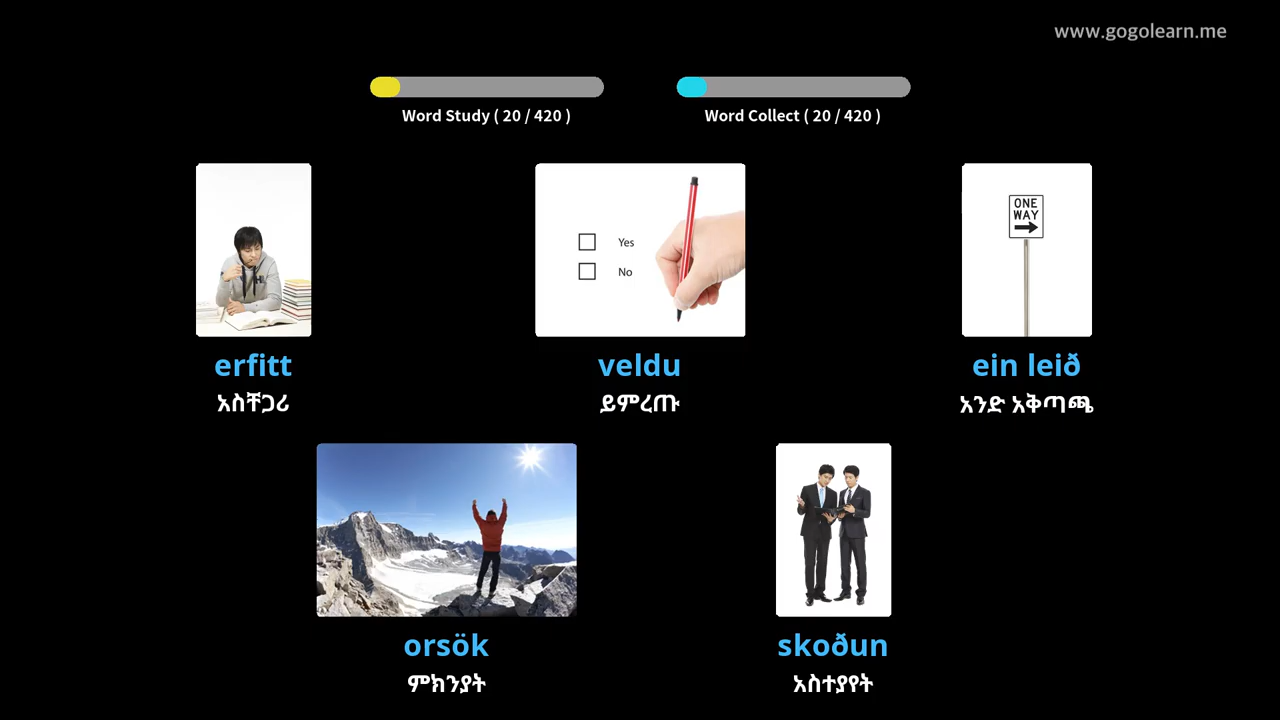 www.gogolearn.me
Word Study ( 20 / 420 )
Word Collect ( 20 / 420 )
Yes
No
ONE
WAY
erfitt
veldu
ein leið
አስቸጋሪ
ይምረጡ
አንድ አቅጣጫ
orsök
skoðun
ምክንያት
አስተያየት